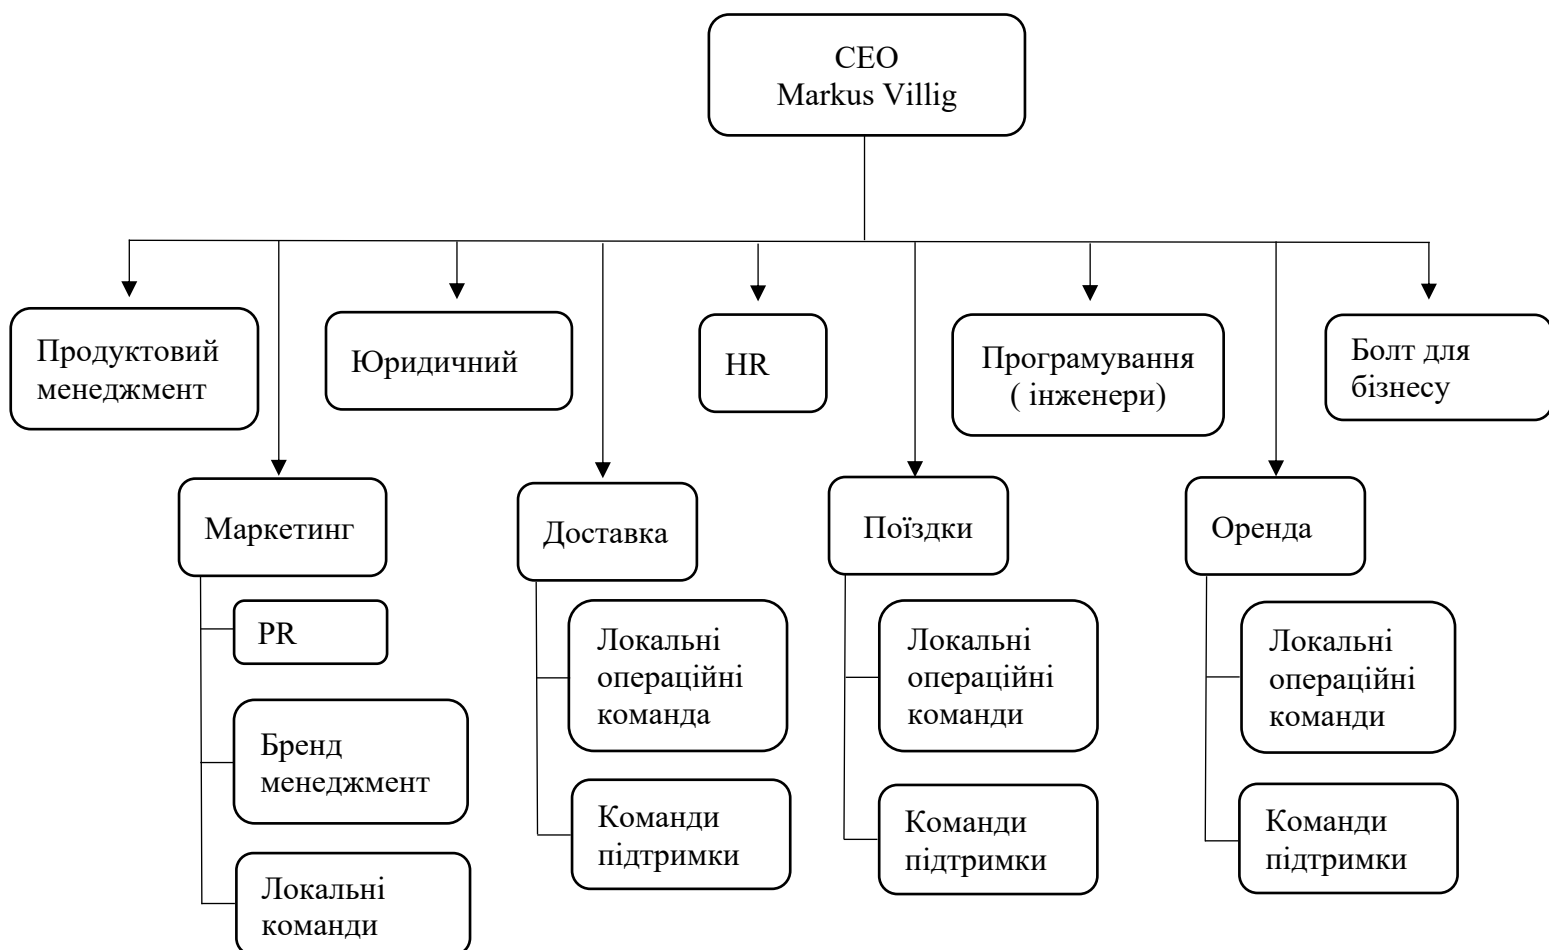 CEO
Markus Villig
Продуктовий
менеджмент
Юридичний
HR
Програмування
( інженери)
Болт для
бізнесу
Маркетинг
Доставка
Поїздки
Оренда
PR
Бренд
менеджмент
Локальні
команди
Локальні
операційні
команда
Команди
підтримки
Локальні
операційні
команди
Команди
підтримки
Локальні
операційні
команди
Команди
підтримки